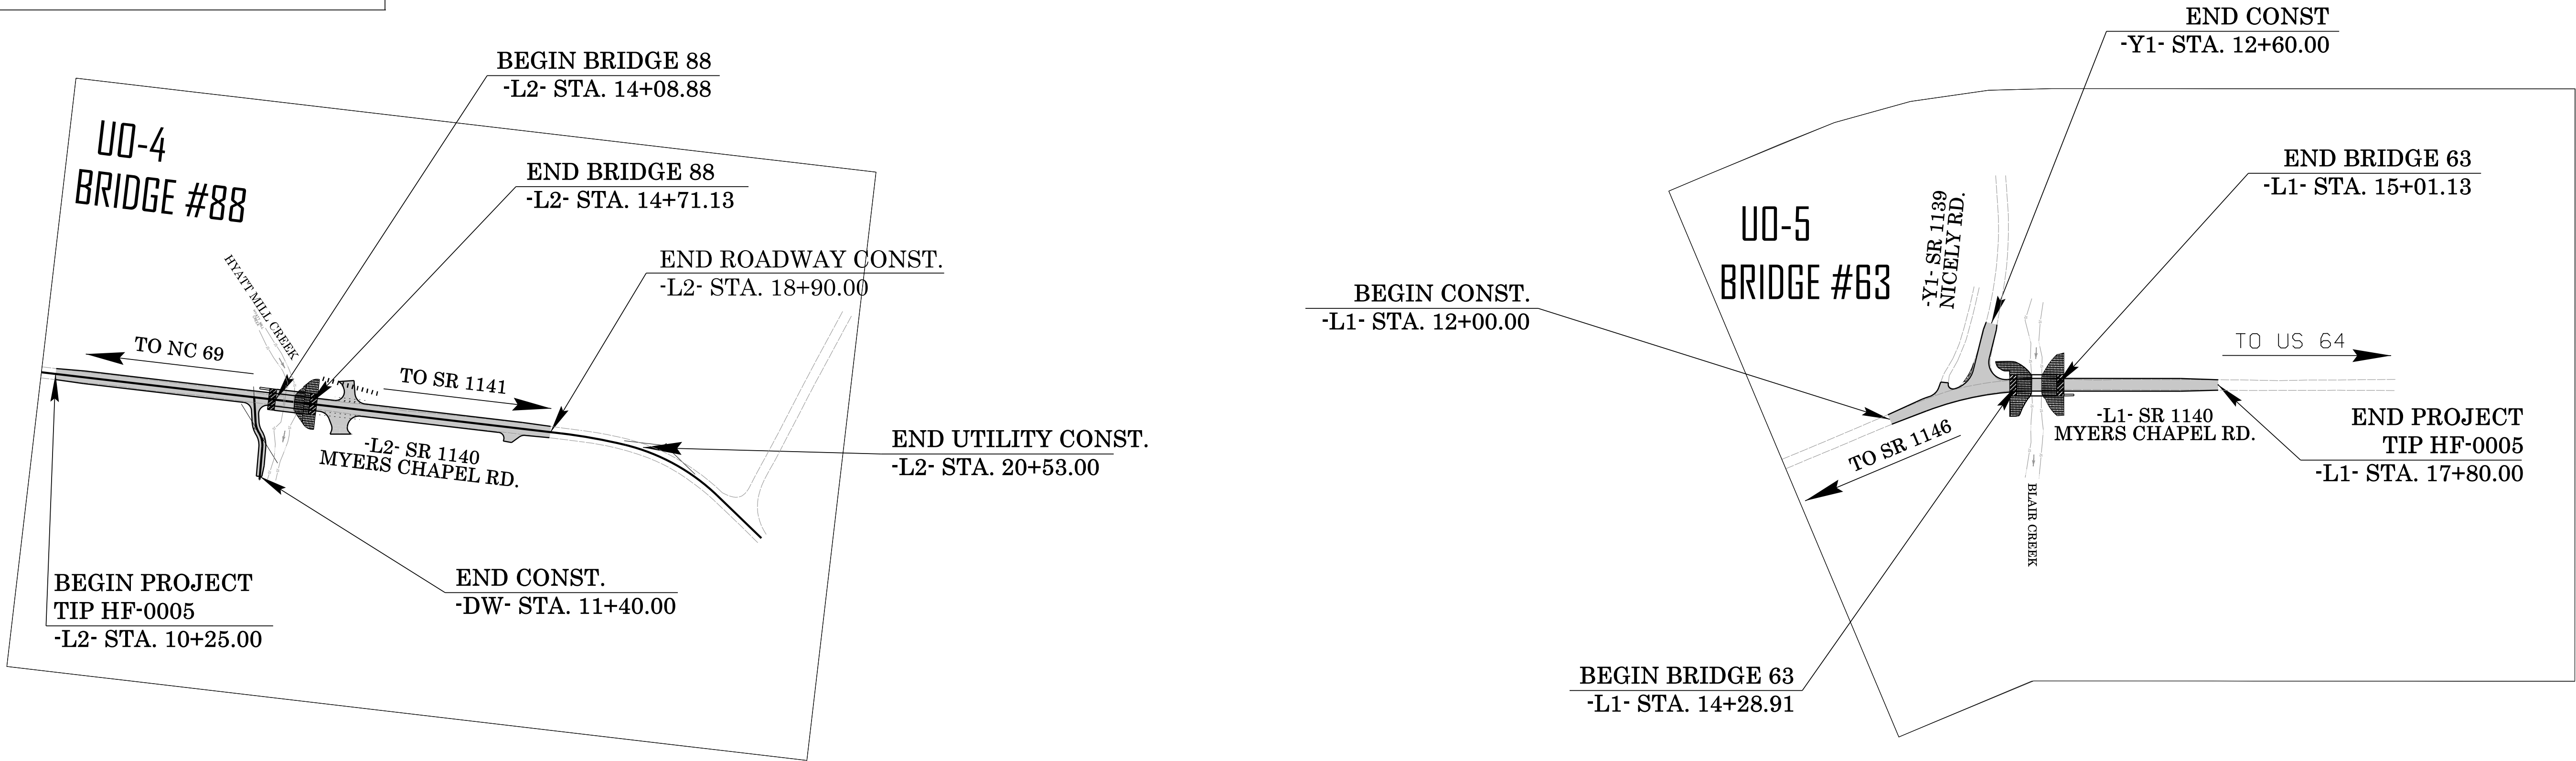 BEGIN BRIDGE 88
-L2- STA. 14+08.88
UO-4
BRIDGE #88
END BRIDGE 88
-L2- STA. 14+71.13
HYATT MILL CREEK
END ROADWAY CONST.
-L2- STA. 18+90.00
TO NC 69
TO SR 1141
-L2- SR 1140
MYERS CHAPEL RD.
END UTILITY CONST.
-L2- STA. 20+53.00
BEGIN PROJECT
TIP HF-0005
-L2- STA. 10+25.00
END CONST.
-DW- STA. 11+40.00
END CONST
-Y1- STA. 12+60.00
UO-5
BRIDGE #63
-Y1- SR 1139
NICELY RD.
END BRIDGE 63
-L1- STA. 15+01.13
BEGIN CONST.
-L1- STA. 12+00.00
TO US 64
TO SR 1146
-L1- SR 1140
MYERS CHAPEL RD.
END PROJECT
TIP HF-0005
-L1- STA. 17+80.00
BLAIR CREEK
BEGIN BRIDGE 63
-L1- STA. 14+28.91